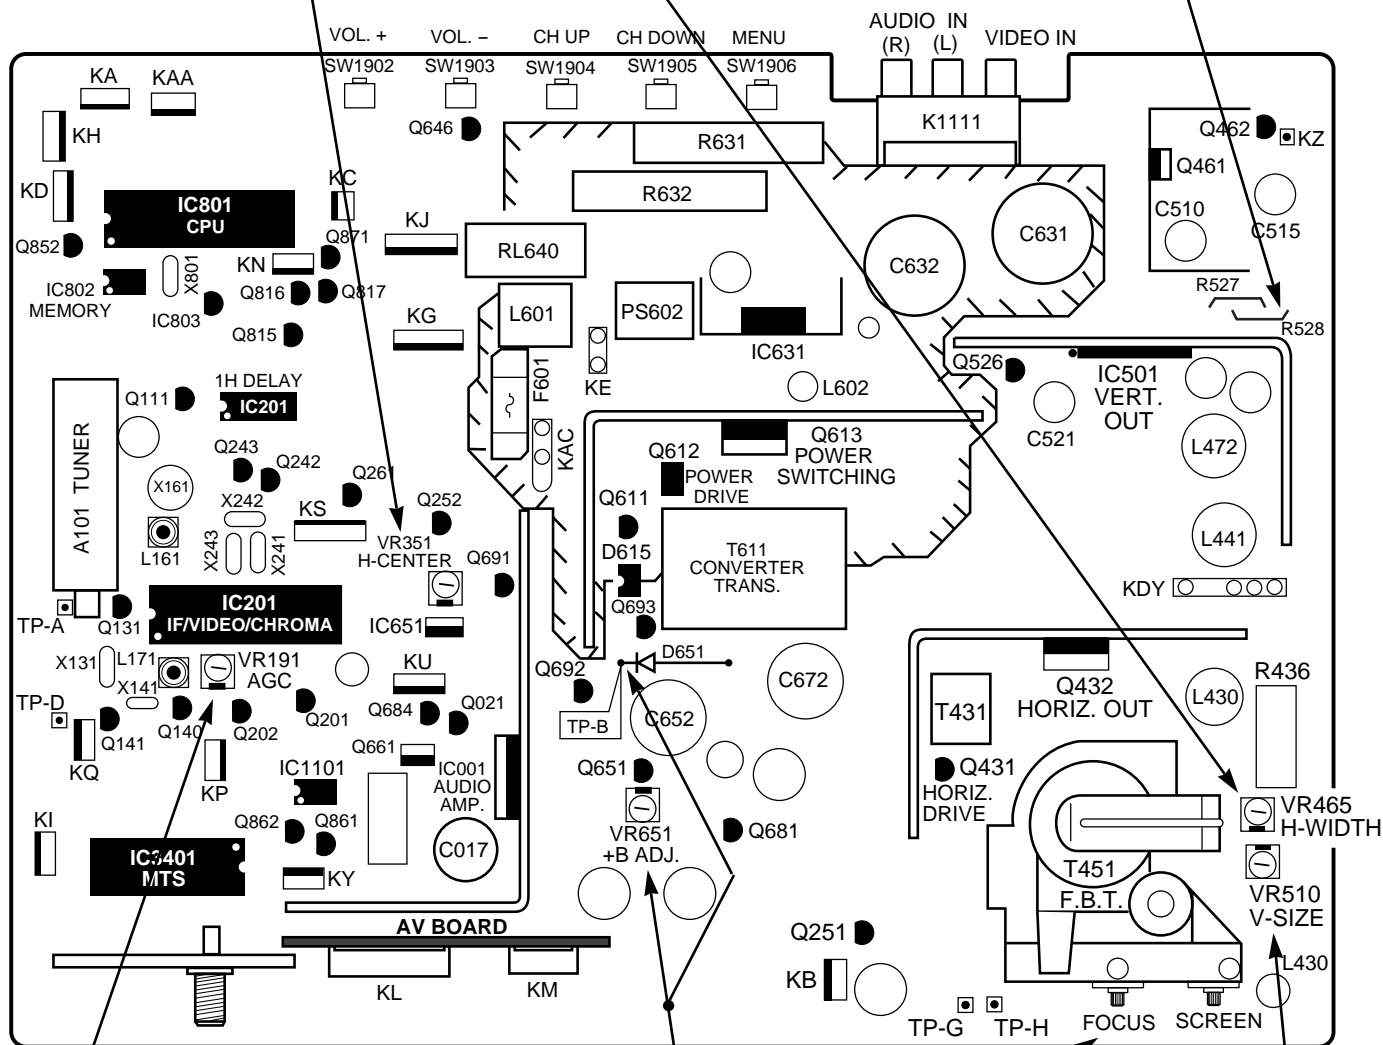 AUDIO IN
(R) (L) VIDEO IN
VOL. + VOL. – CH UP CH DOWN MENU
SW1902 SW1903 SW1904 SW1905 SW1906
KA KAA
KH
Q646
R631
K1111
Q462 KZ
Q461
KD
KC
IC801
CPU
R632
C510
C515
KJ
Q852
Q871
RL640
C631
C632
KN
X801
IC802
MEMORY
Q816 Q817
R527
IC803
L601
PS602
KG
R528
Q815
IC631
KE
F601
Q526
IC501
VERT.
OUT
1H DELAY
IC201
Q111
L602
C521
KAC
Q613
POWER
SWITCHING
Q612
POWER
DRIVE
L472
Q243
Q242
Q261
A101 TUNER
X161
X242
KS
Q252
Q611
L161
X243
X241
VR351
H-CENTER
D615
T611
CONVERTER
TRANS.
L441
Q691
KDY
IC201
IF/VIDEO/CHROMA
Q693
TP-A
Q131
IC651
X131 L171
VR191
AGC
KU
Q692
D651
C672
Q432
HORIZ. OUT
L430
R436
X141
TP-D
Q141
Q140
Q202
Q201
Q684
Q021
TP-B
C652
T431
KQ
KP
Q661
IC1101
IC001
AUDIO
AMP.
Q651
Q431
HORIZ.
DRIVE
VR465
H-WIDTH
KI
Q862 Q861
VR651
+B ADJ.
Q681
IC3401
MTS
C017
KY
T451
F.B.T.
VR510
V-SIZE
AV BOARD
Q251
L430
KB
KL KM
TP-G TP-H FOCUS SCREEN